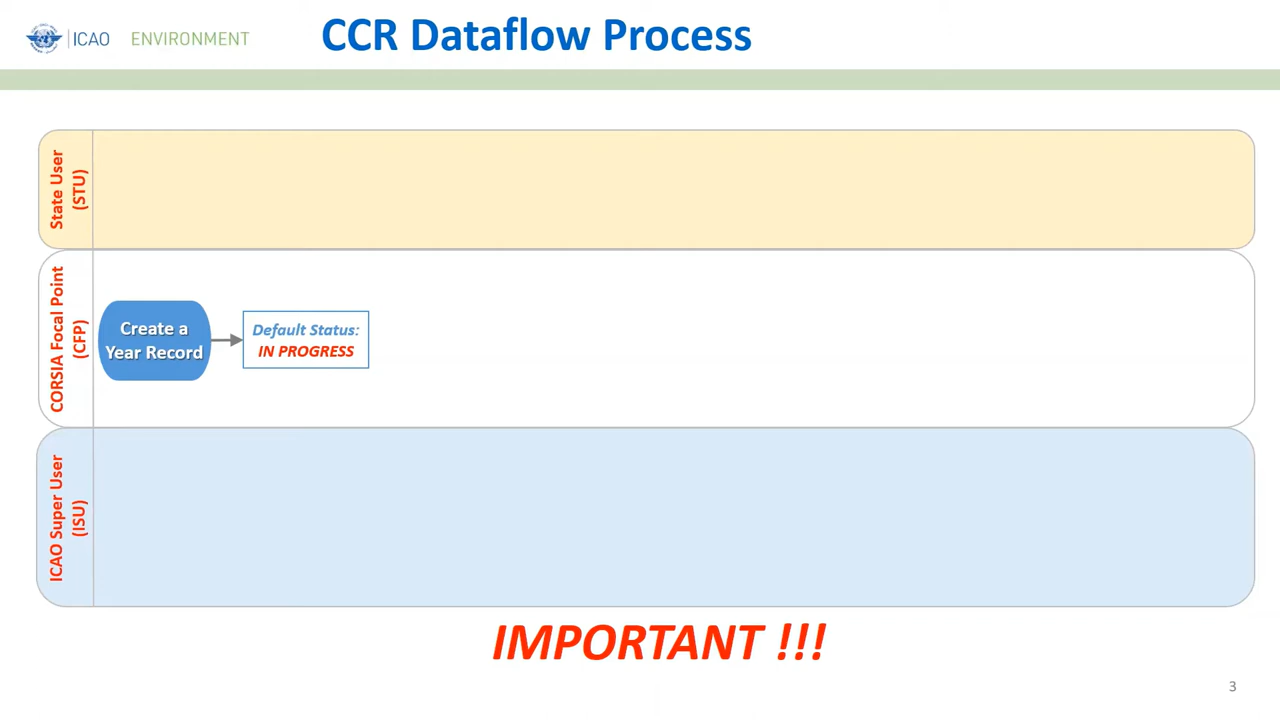 ICAO ENVIRONMENT
CCR Dataflow Process
State User
(STU)
CORSIA Focal Point
(CFP)
Create a
Year Record
Default Status:
IN PROGRESS
ICAO Super User
(ISU)
IMPORTANT !!!
3